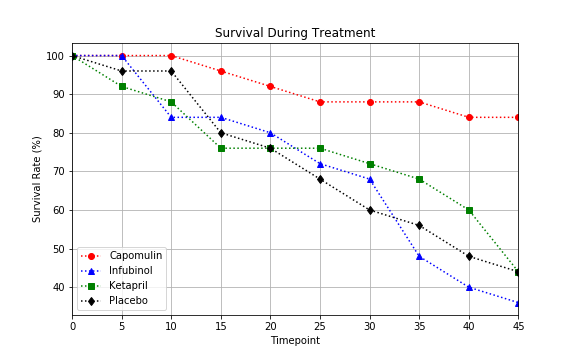 Survival During Treatment
100
90
80
70
60
50
40
Survival Rate (%)
Capomulin
Infubinol
Ketapril
Placebo
0 5 10 15 20 25 30 35 40 45
Timepoint